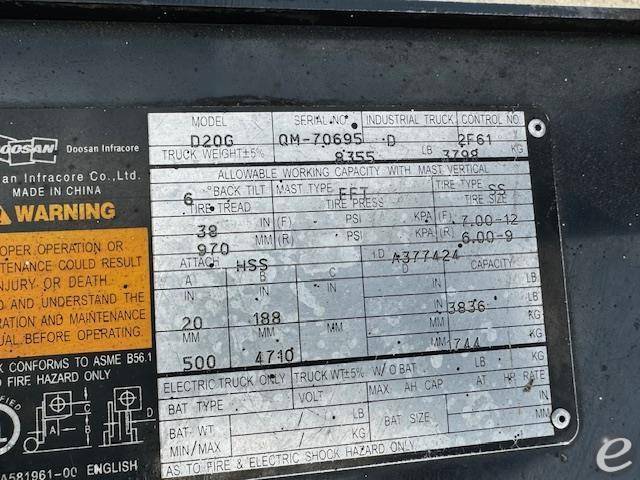 DOOSAN Doosan Infracore
san Infracore Co.,Ltd.
MADE IN CHINA
WARNING
OPER OPERATION OR
TENANCE COULD RESULT
NJURY OR DEATH.
D AND UNDERSTAND THE
RATION AND MAINTENANCE
UAL BEFORE OPERATING.
K CONFORMS TO ASME B56.1
O FIRE HAZARD ONLY
A
B
C
D
A581961-00 ENGLISH
MODEL SERIAL NO INDUSTRIAL TRUCK CONTROL NO
D20G QM-70695 D 2F61 Y
TRUCK WEIGHT±5% 8355 LB 3798 KG
ALLOWABLE WORKING CAPACITY WITH MAST VERTICAL
6 °BACK TILT MAST TYPE FFT TIRE TYPE SS
TIRE TREAD TIRE PRESS TIRE SIZE
38 IN (F) PSI KPA (F) 7.00-12
970 MM (R) PSI KPA (R) 6.00-9
ATTACH HSS ID A377424
A B C D CAPACITY
IN IN IN IN LB
20 188 3836
MM MM MM MM KG
500 4710 1744
ELECTRIC TRUCK ONLY TRUCK WT±5% W/O BAT LB KG
BAT TYPE VOLT MAX. AH CAP AT HR RATE
BAT WT / LB BAT SIZE IN
MIN/MAX / KG MM
AS TO FIRE & ELECTRIC SHOCK HAZARD ONLY
e